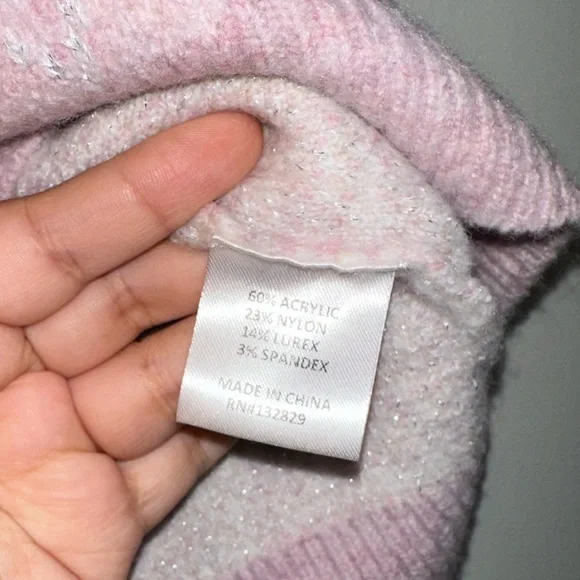 60% ACRYLIC
23% NYLON
14% LUREX
3% SPANDEX
MADE IN CHINA
RN#132829